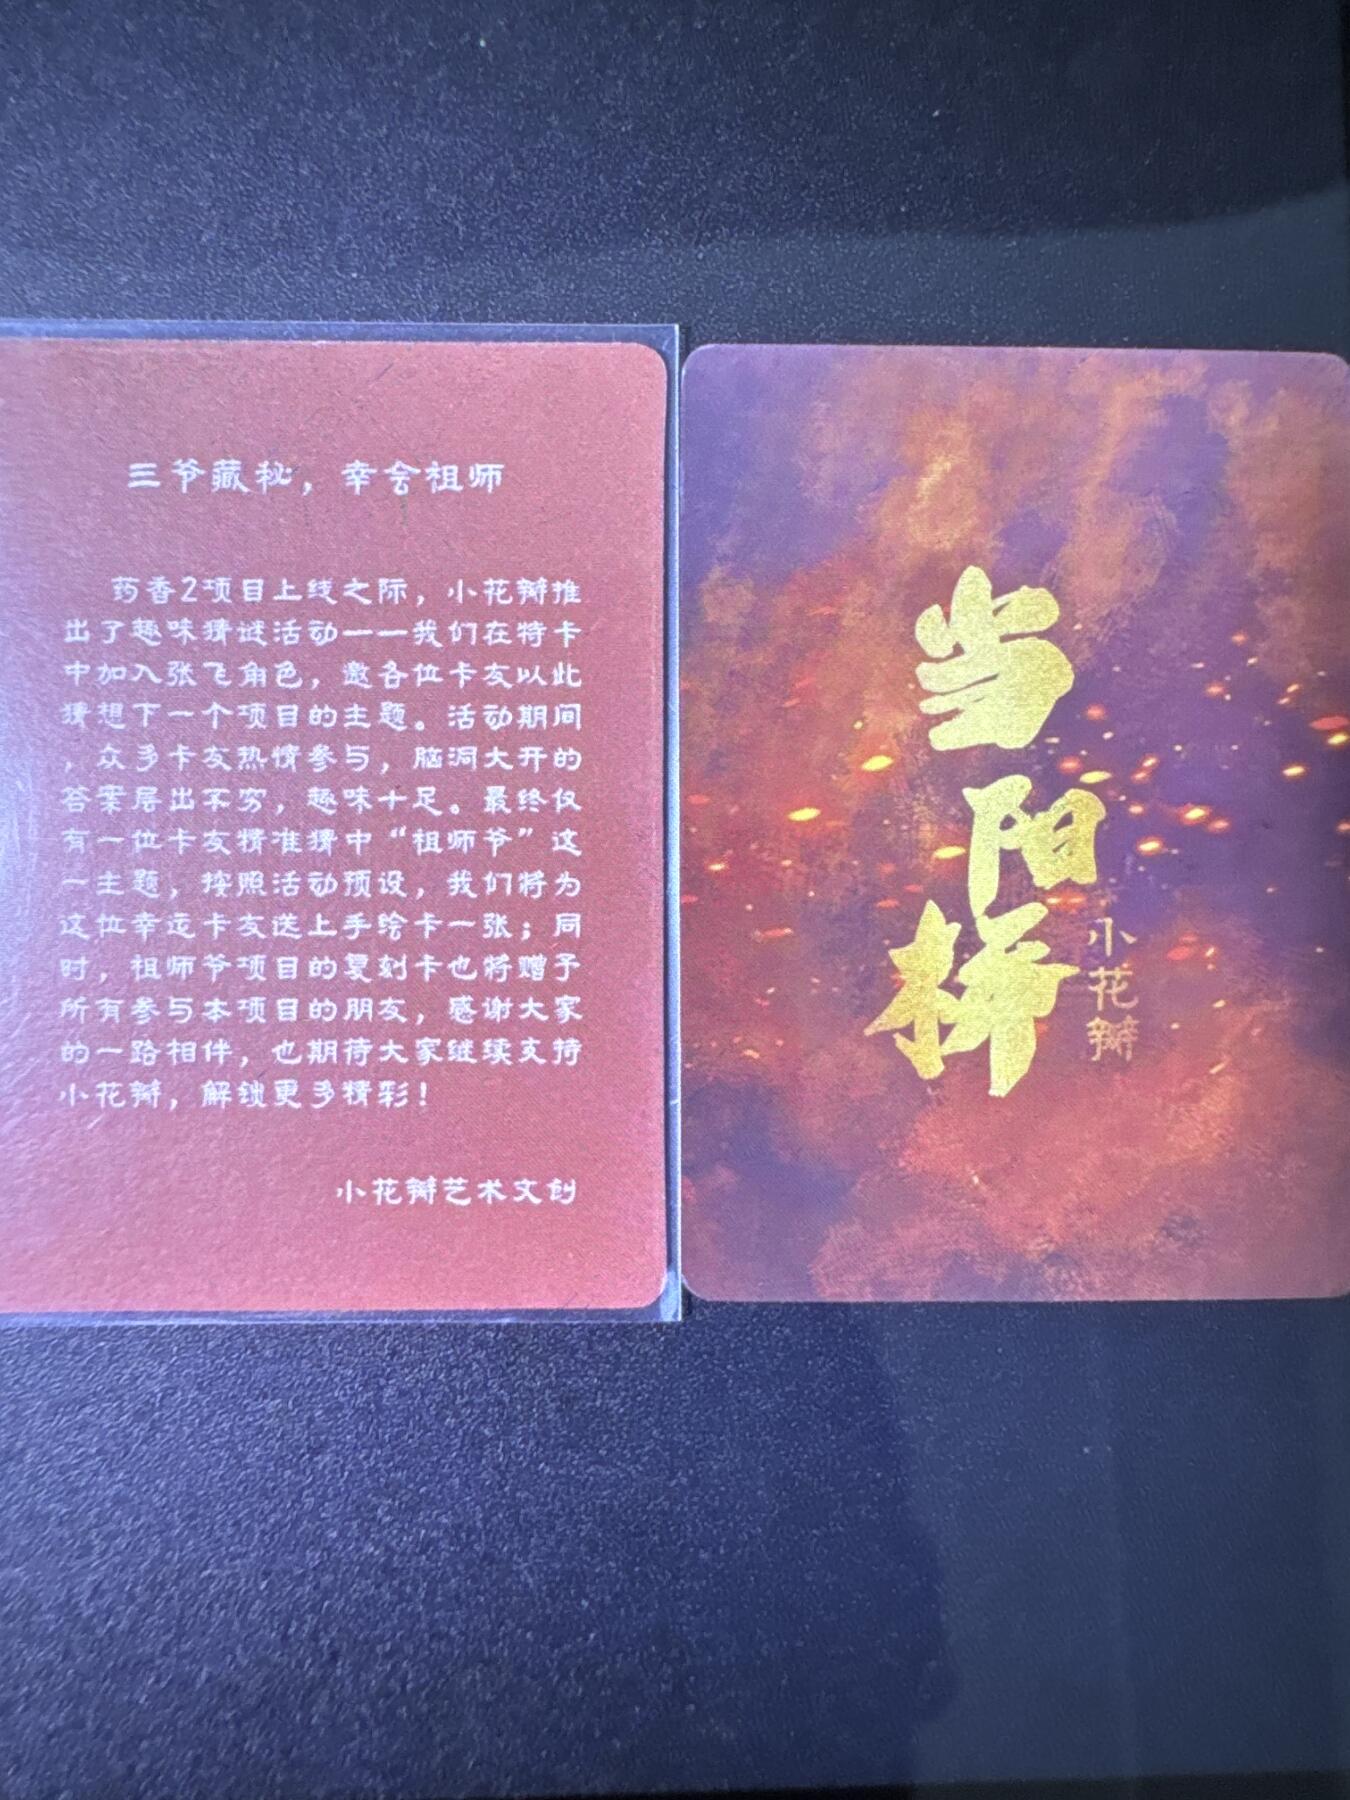 三爷藏秘，幸会祖师
药香2项目上线之际，小花瓣推
出了趣味猜谜活动——我们在特卡
中加入张飞角色，邀各位卡友以此
猜想下一个项目的主题。活动期间
，众多卡友热情参与，脑洞大开的
答案层出不穷，趣味十足。最终仅
有一位卡友精准猜中“祖师爷”这
一主题，按照活动预设，我们将为
这位幸运卡友送上手绘卡一张；同
时，祖师爷项目的复刻卡也将赠予
所有参与本项目的朋友，感谢大家
的一路相伴，也期待大家继续支持
小花瓣，解锁更多精彩！
小花瓣艺术文创
当阳桥
小花瓣